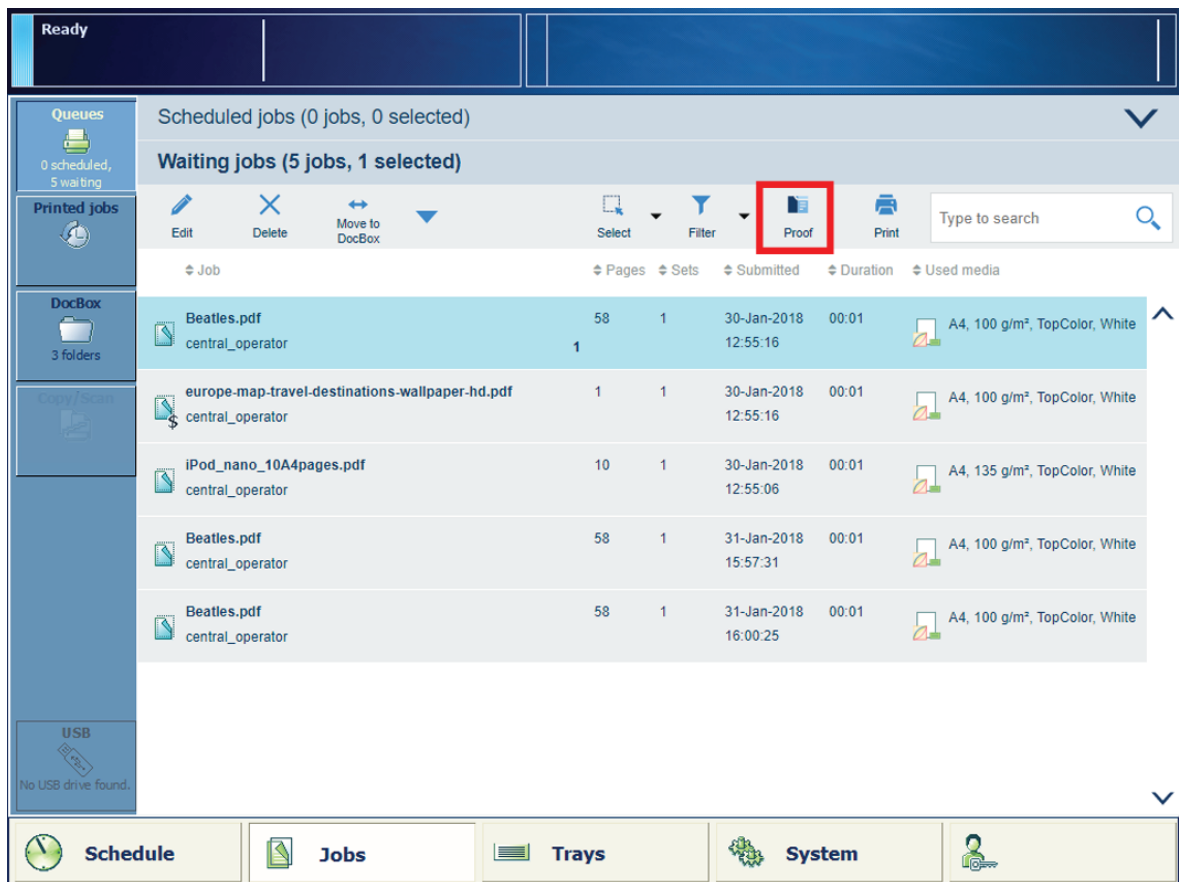 Ready
Queues
0 scheduled,
5 waiting
Printed jobs
DocBox
3 folders
Copy/Scan
USB
No USB drive found.
Scheduled jobs (0 jobs, 0 selected)
Waiting jobs (5 jobs, 1 selected)
Edit
Delete
Move to
DocBox
Select
Filter
Proof
Print
Type to search
Job Pages Sets Submitted Duration Used media
Beatles.pdf 58 1 30-Jan-2018 00:01 A4, 100 g/m², TopColor, White
central_operator 1 12:55:16
europe-map-travel-destinations-wallpaper-hd.pdf 1 1 30-Jan-2018 00:01 A4, 100 g/m², TopColor, White
$ central_operator 12:55:16
iPod_nano_10A4pages.pdf 10 1 30-Jan-2018 00:01 A4, 135 g/m², TopColor, White
central_operator 12:55:06
Beatles.pdf 58 1 31-Jan-2018 00:01 A4, 100 g/m², TopColor, White
central_operator 15:57:31
Beatles.pdf 58 1 31-Jan-2018 00:01 A4, 100 g/m², TopColor, White
central_operator 16:00:25
Schedule
Jobs
Trays
System